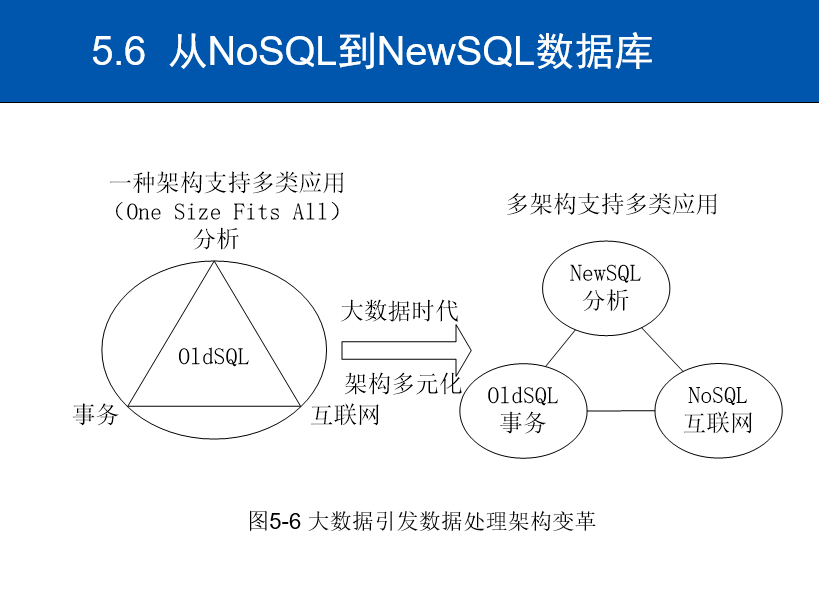 5.6 从NoSQL到NewSQL数据库
一种架构支持多类应用
（One Size Fits All）
分析
OldSQL
事务
互联网
大数据时代
架构多元化
多架构支持多类应用
NewSQL
分析
OldSQL
事务
NoSQL
互联网
图5-6 大数据引发数据处理架构变革